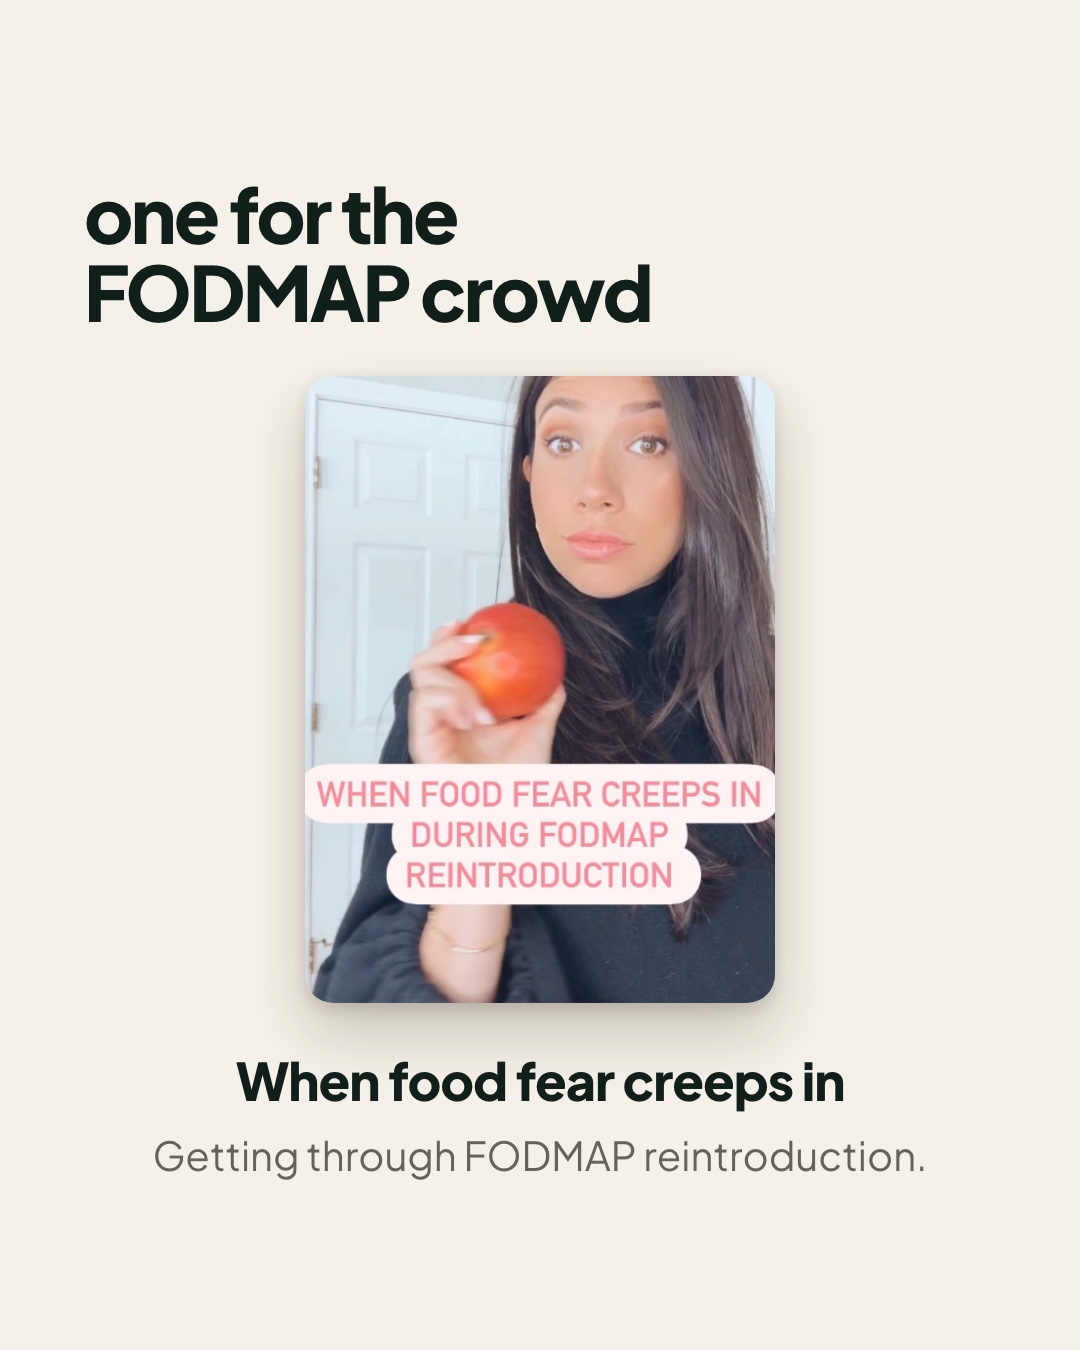 one for the
FODMAP crowd
WHEN FOOD FEAR CREEPS IN
DURING FODMAP
REINTRODUCTION
When food fear creeps in
Getting through FODMAP reintroduction.